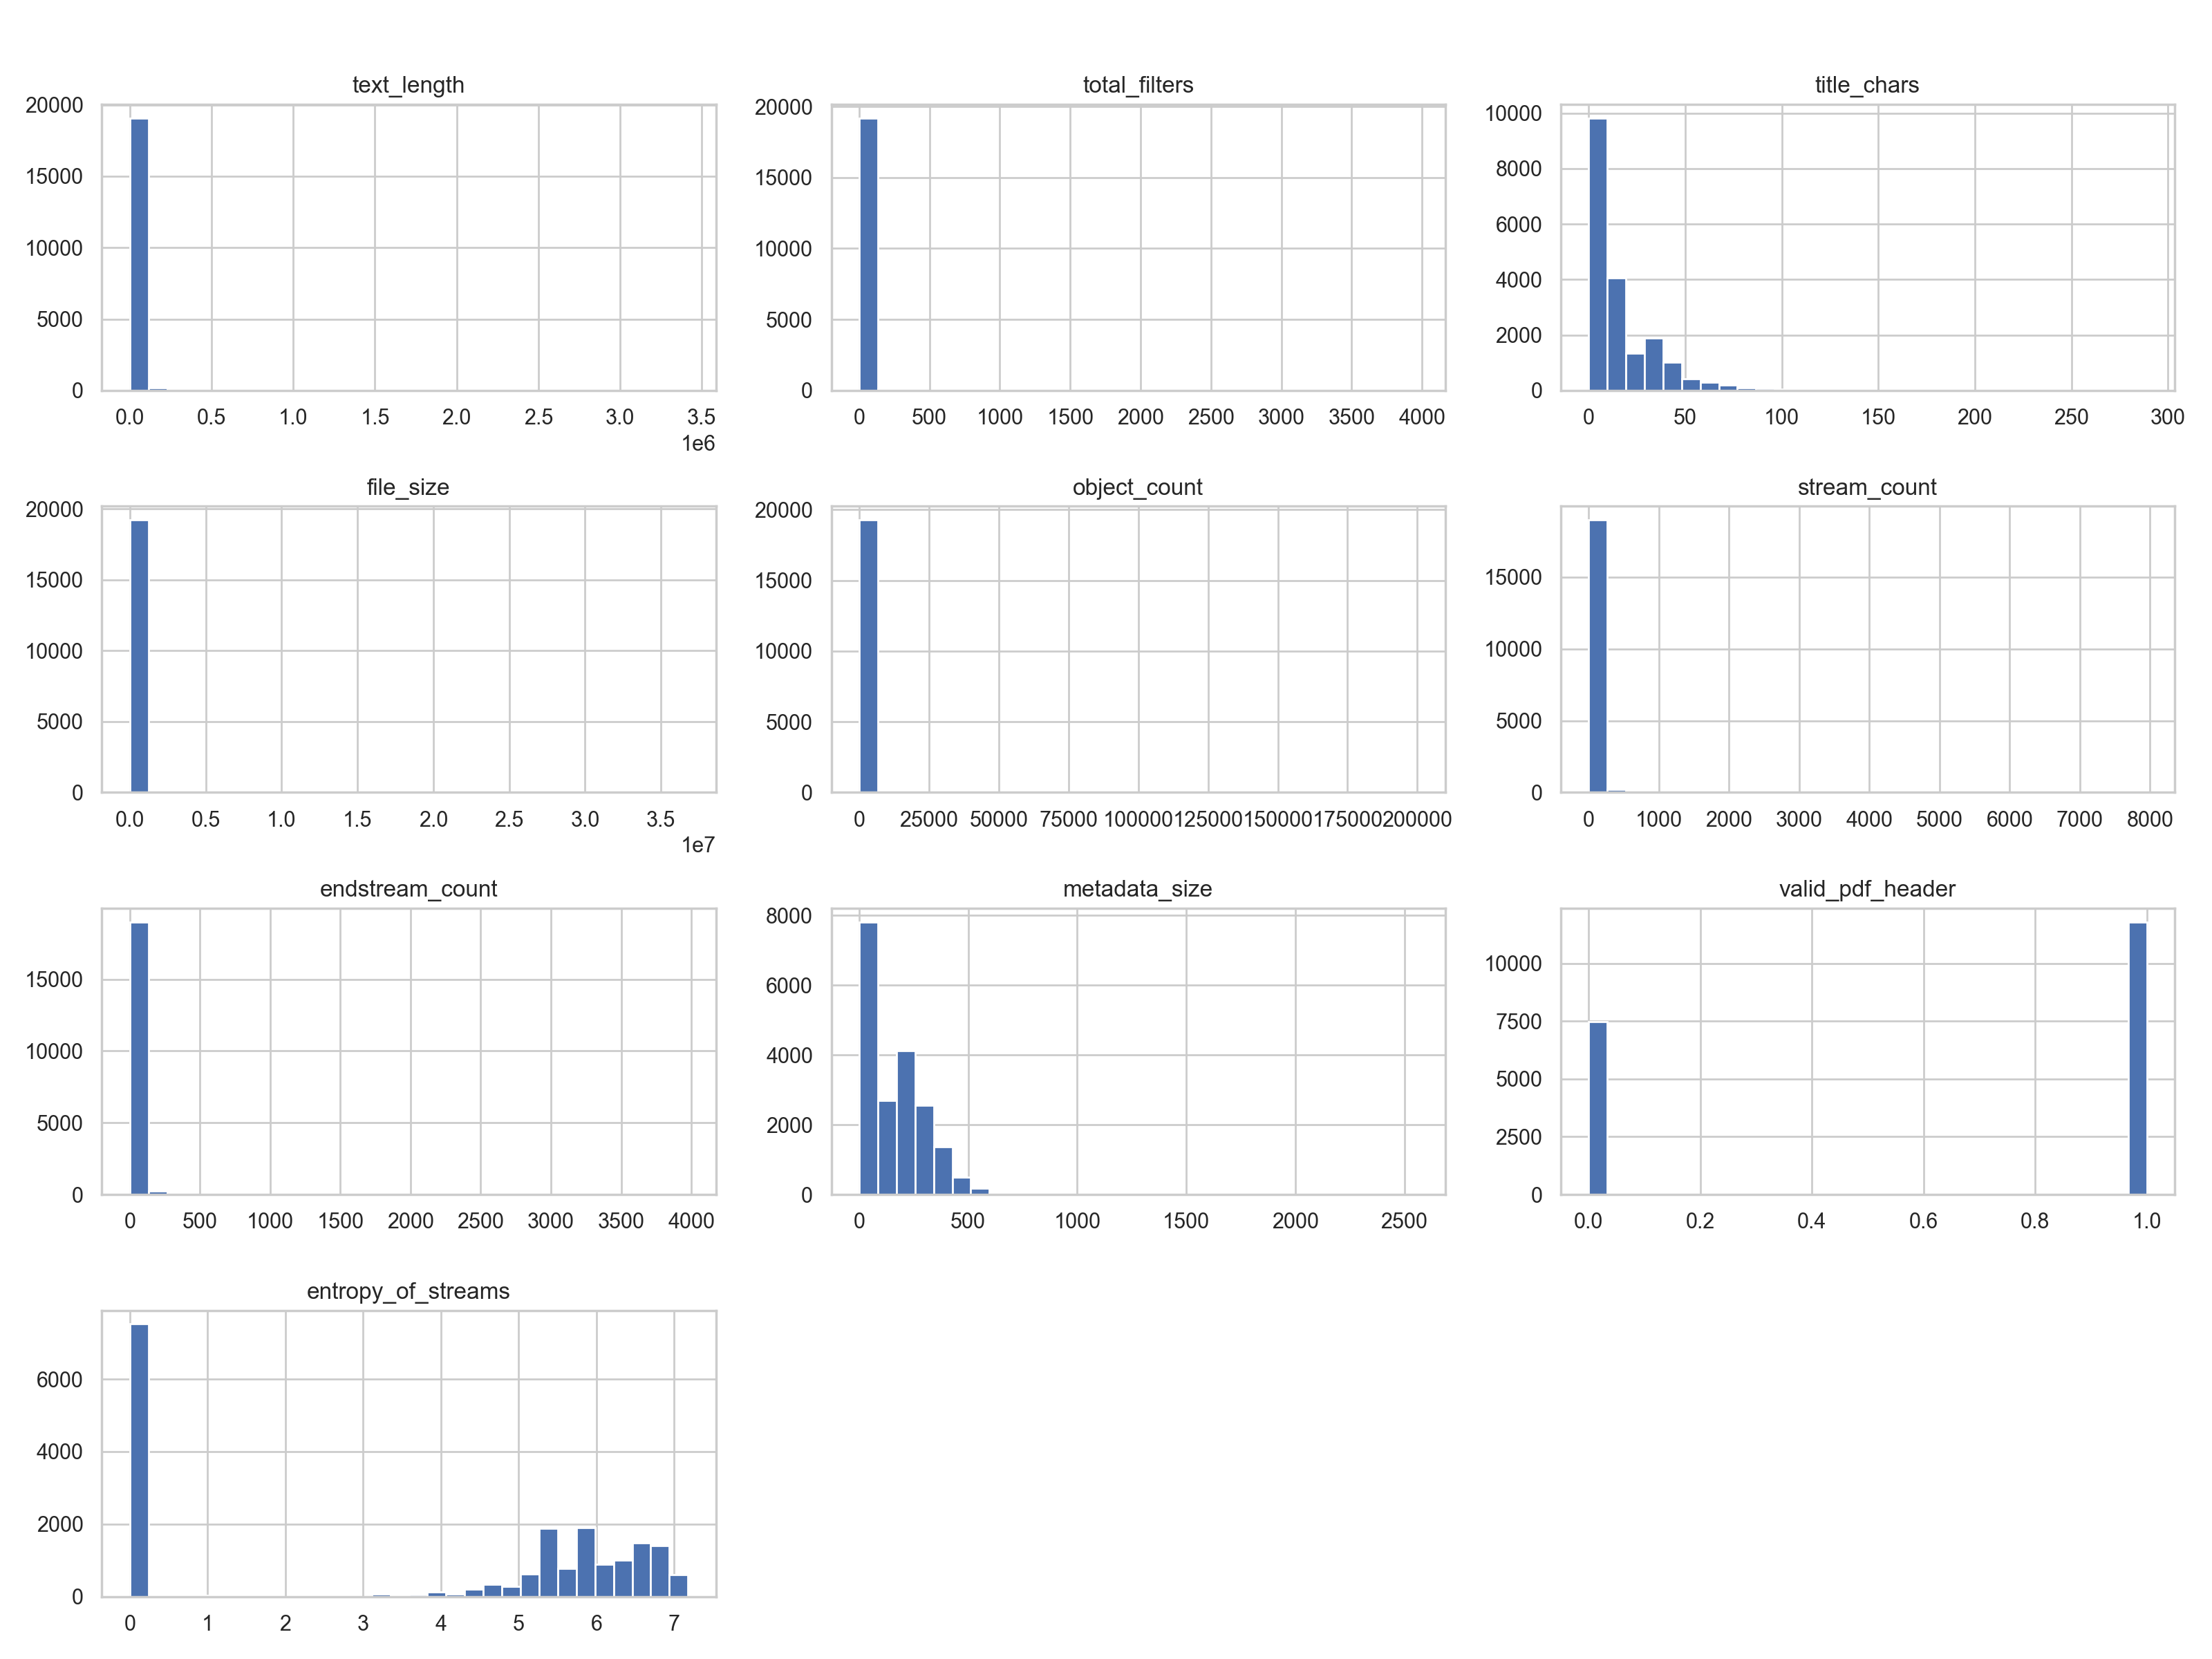 text_length
total_filters
title_chars
20000
15000
10000
5000
0
0.0 0.5 1.0 1.5 2.0 2.5 3.0 3.5
1e6
20000
15000
10000
5000
0
0 500 1000 1500 2000 2500 3000 3500 4000
10000
8000
6000
4000
2000
0
0 50 100 150 200 250 300
file_size
object_count
stream_count
20000
15000
10000
5000
0
0.0 0.5 1.0 1.5 2.0 2.5 3.0 3.5
1e7
20000
15000
10000
5000
0
0 25000 50000 75000 100000 125000 150000 175000 200000
15000
10000
5000
0
0 1000 2000 3000 4000 5000 6000 7000 8000
endstream_count
metadata_size
valid_pdf_header
15000
10000
5000
0
0 500 1000 1500 2000 2500 3000 3500 4000
8000
6000
4000
2000
0
0 500 1000 1500 2000 2500
10000
7500
5000
2500
0
0.0 0.2 0.4 0.6 0.8 1.0
entropy_of_streams
6000
4000
2000
0
0 1 2 3 4 5 6 7